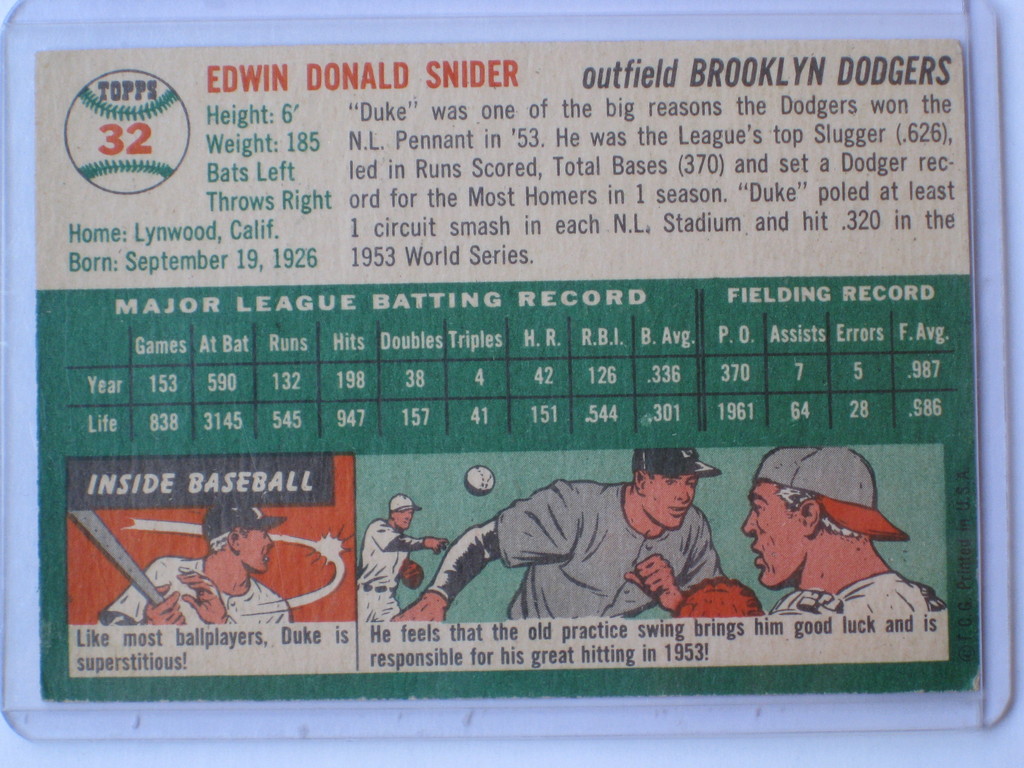 TOPPS
32
EDWIN DONALD SNIDER
outfield BROOKLYN DODGERS
Height: 6'
Weight: 185
Bats Left
Throws Right
Home: Lynwood, Calif.
Born: September 19, 1926
"Duke" was one of the big reasons the Dodgers won the
N.L. Pennant in '53. He was the League's top Slugger (.626),
led in Runs Scored, Total Bases (370) and set a Dodger rec-
ord for the Most Homers in 1 season. "Duke" poled at least
1 circuit smash in each N.L. Stadium and hit .320 in the
1953 World Series.
MAJOR LEAGUE BATTING RECORD FIELDING RECORD
Games At Bat Runs Hits Doubles Triples H. R. R.B.I. B. Avg. P. O. Assists Errors F. Avg.
Year 153 590 132 198 38 4 42 126 .336 370 7 5 .987
Life 838 3145 545 947 157 41 151 544 .301 1961 64 28 .986
INSIDE BASEBALL
Like most ballplayers, Duke is
superstitious!
He feels that the old practice swing brings him good luck and is
responsible for his great hitting in 1953!
© T.C.G. Printed in U.S.A.